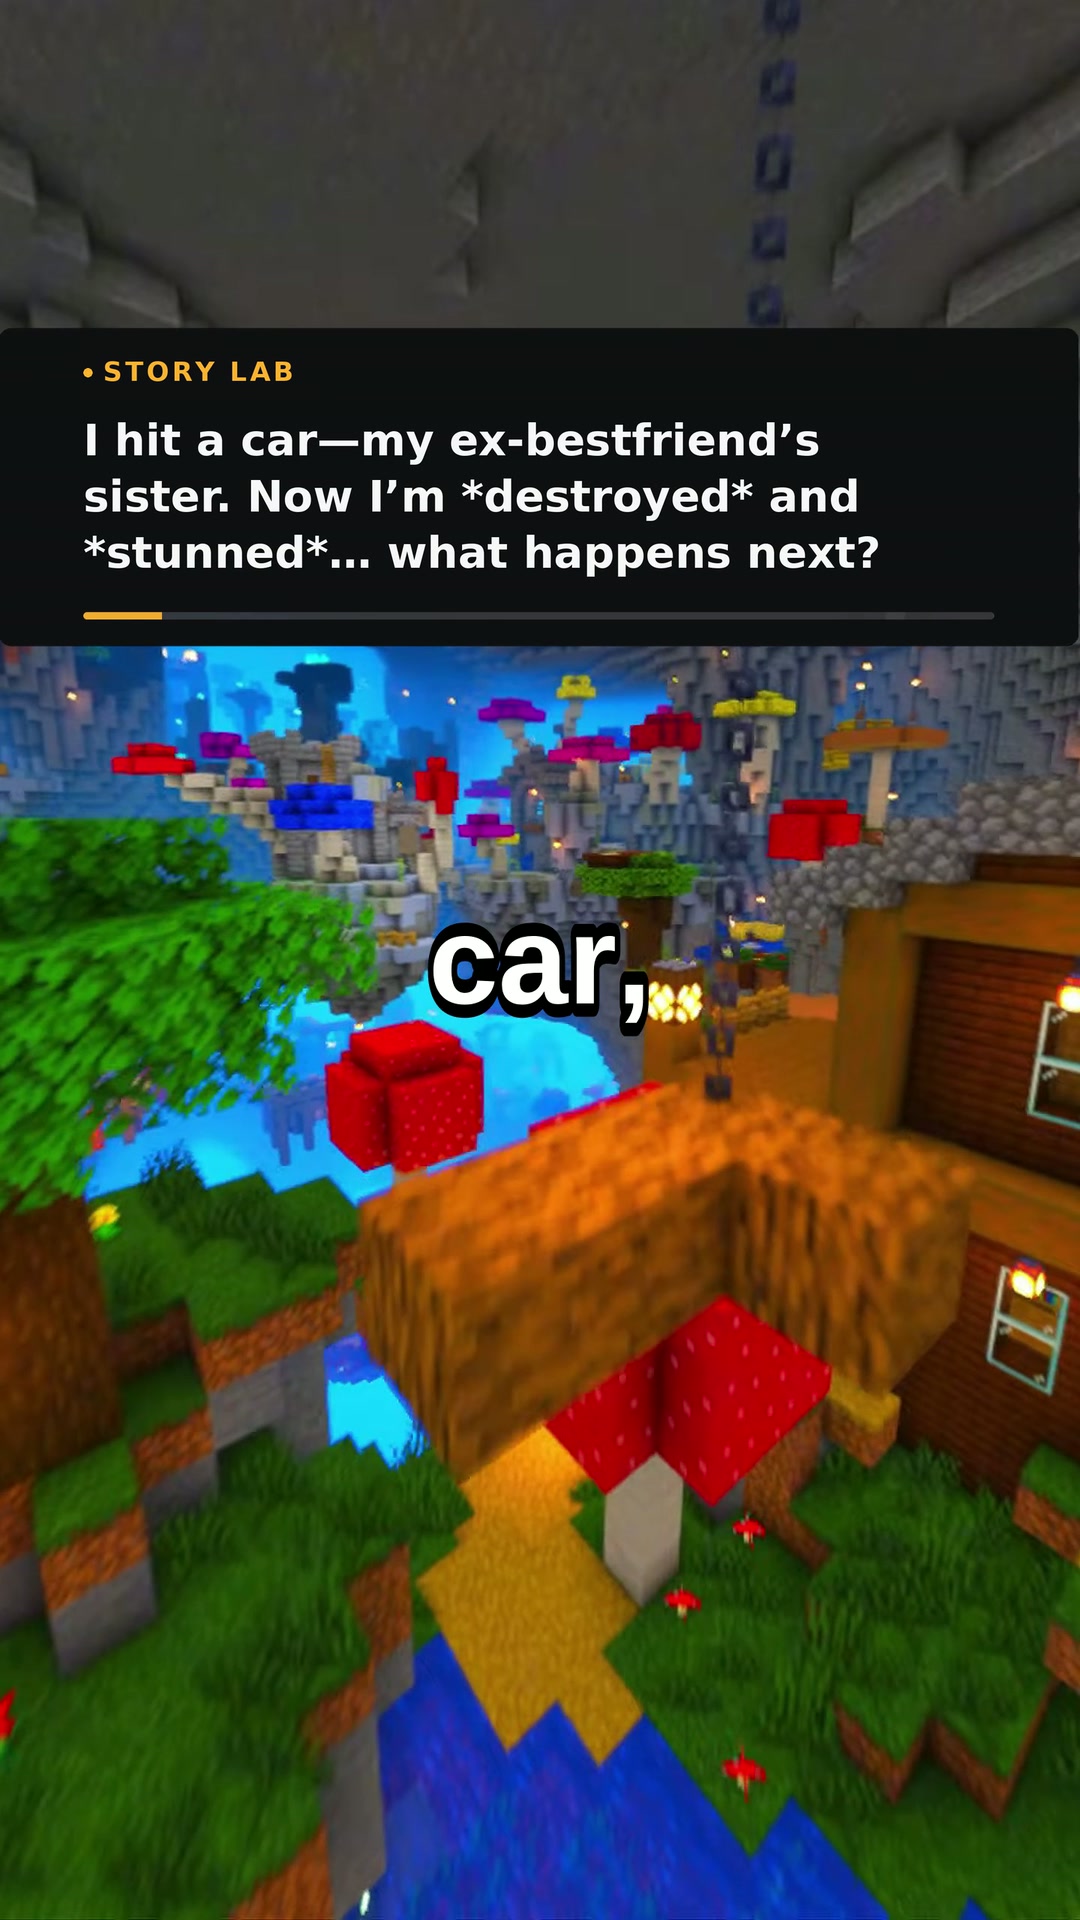 • STORY LAB
I hit a car—my ex-bestfriend’s
sister. Now I’m *destroyed* and
*stunned*… what happens next?
car,